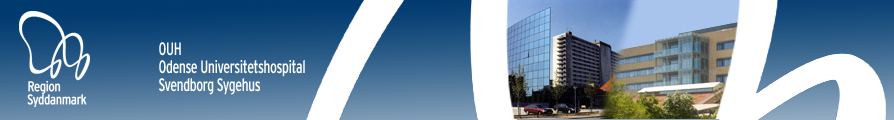 Region
Syddanmark
OUH
Odense Universitetshospital
Svendborg Sygehus